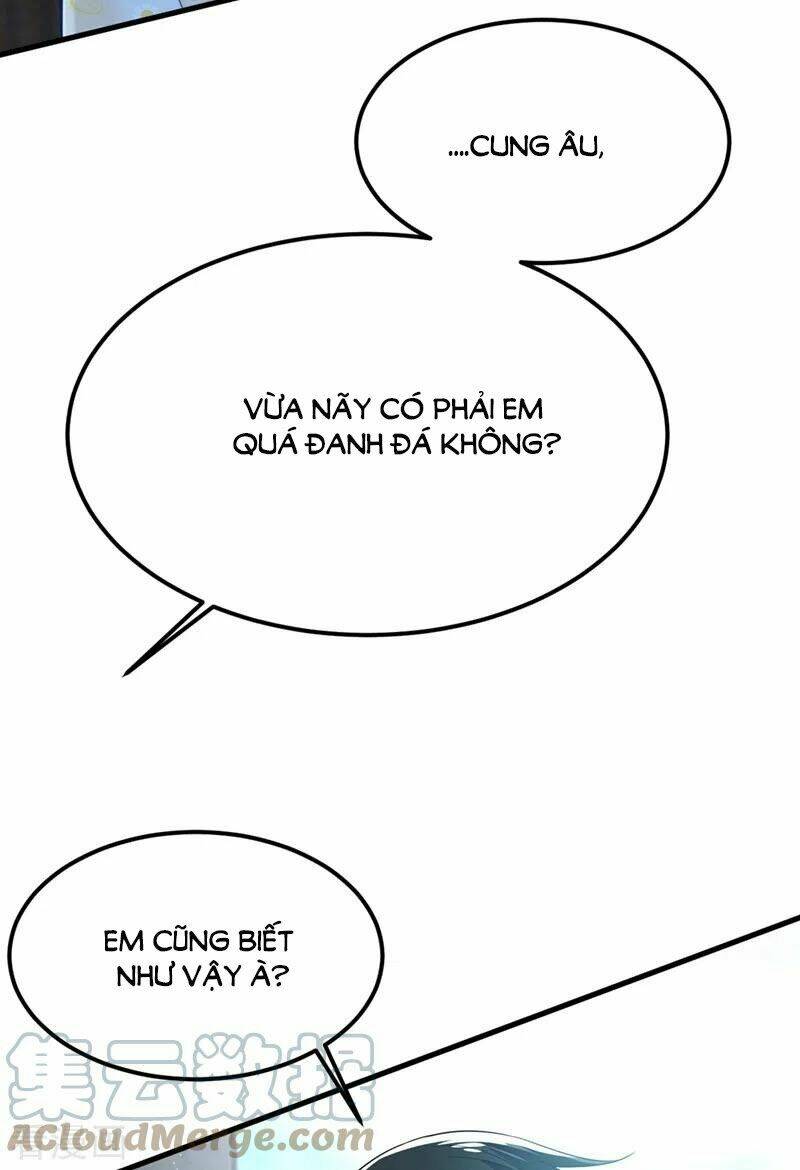 ....CUNG ÂU,
VỪA NÃY CÓ PHẢI EM
QUÁ ĐANH ĐÁ KHÔNG?
EM CŨNG BIẾT
NHƯ VẬY À?
集云数据
ACloudMerge.com